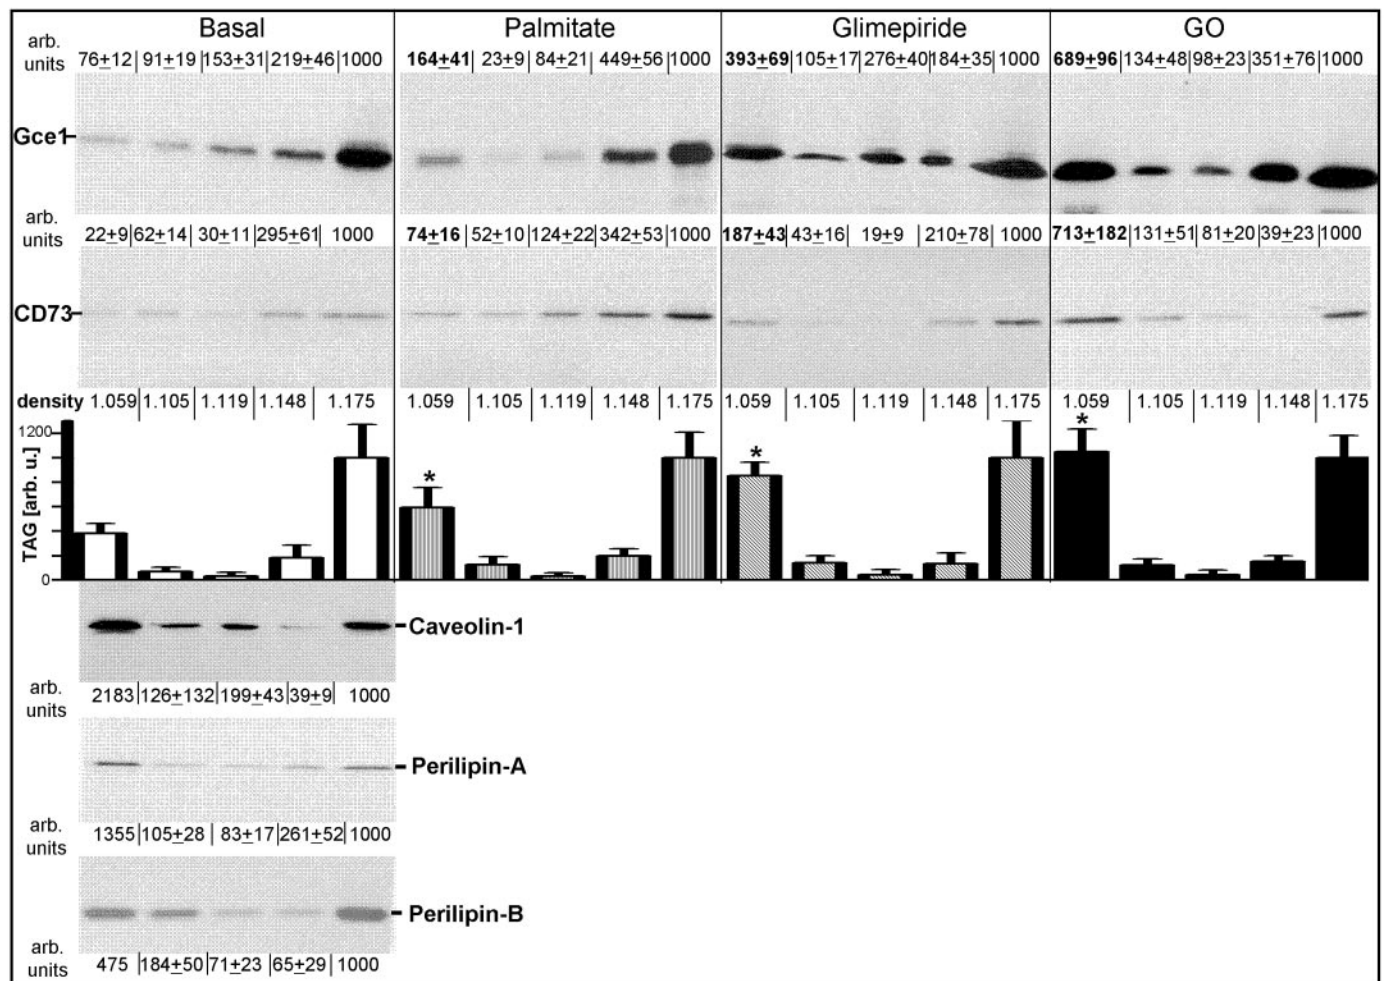 Basal Palmitate Glimepiride GO
arb. units 76±12 91±19 153±31 219±46 1000 164±41 23±9 84±21 449±56 1000 393±69 105±17 276±40 184±35 1000 689±96 134±48 98±23 351±76 1000
Gce1
arb. units 22±9 62±14 30±11 295±61 1000 74±16 52±10 124±22 342±53 1000 187±43 43±16 19±9 210±78 1000 713±182 131±51 81±20 39±23 1000
CD73
density 1.059 1.105 1.119 1.148 1.175 1.059 1.105 1.119 1.148 1.175 1.059 1.105 1.119 1.148 1.175 1.059 1.105 1.119 1.148 1.175
1200
* * *
TAG [arb. u.]
0
Caveolin-1
arb. units 2183 126±132 199±43 39±9 1000
Perilipin-A
arb. units 1355 105±28 83±17 261±52 1000
Perilipin-B
arb. units 475 184±50 71±23 65±29 1000